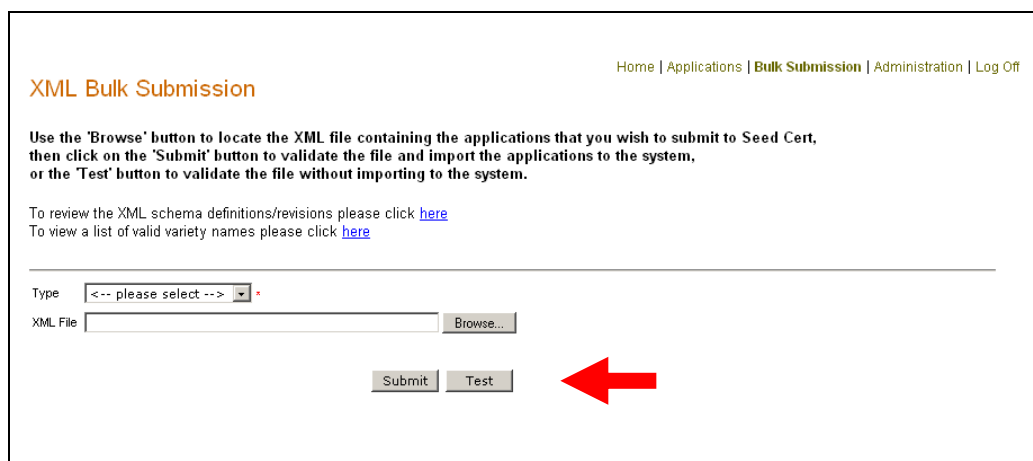 Home | Applications | Bulk Submission | Administration | Log Off
XML Bulk Submission
Use the 'Browse' button to locate the XML file containing the applications that you wish to submit to Seed Cert,
then click on the 'Submit' button to validate the file and import the applications to the system,
or the 'Test' button to validate the file without importing to the system.
To review the XML schema definitions/revisions please click here
To view a list of valid variety names please click here
Type <-- please select --> *
XML File Browse...
Submit Test